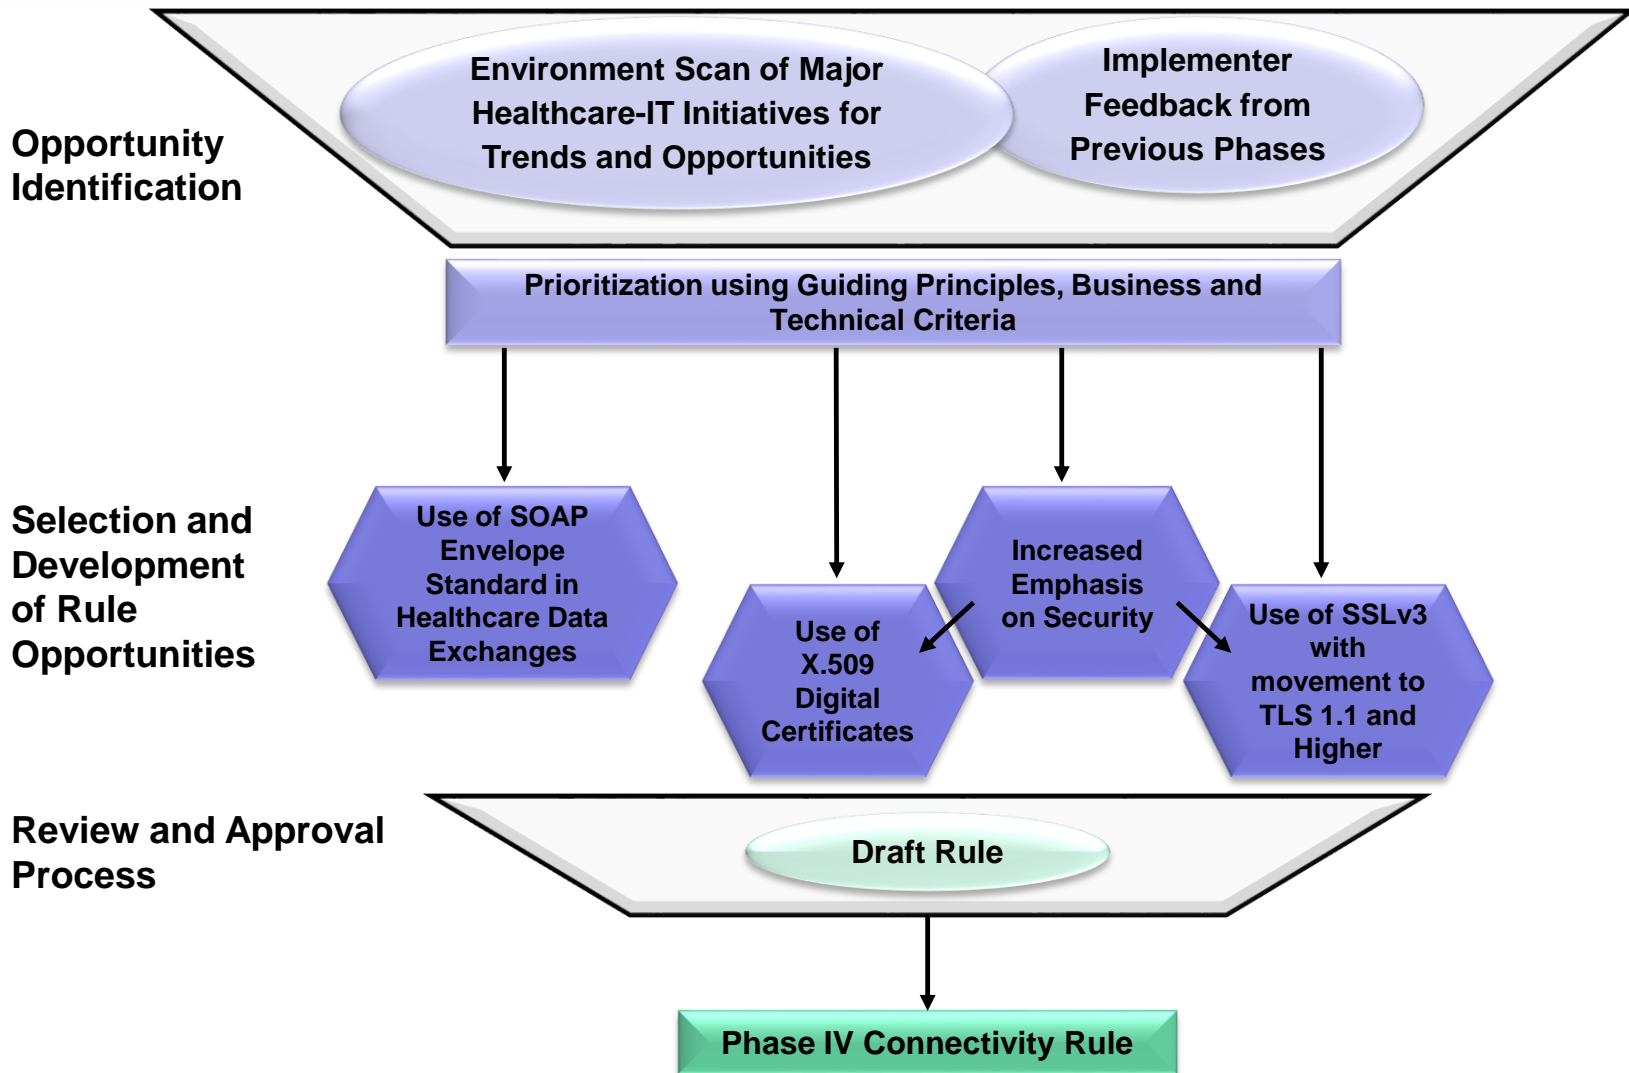 Environment Scan of Major
Healthcare-IT Initiatives for
Trends and Opportunities
Implementer
Feedback from
Previous Phases
Opportunity
Identification
Prioritization using Guiding Principles, Business and
Technical Criteria
Selection and
Development
of Rule
Opportunities
Use of SOAP
Envelope
Standard in
Healthcare Data
Exchanges
Use of
X.509
Digital
Certificates
Increased
Emphasis
on Security
Use of SSLv3
with
movement to
TLS 1.1 and
Higher
Review and Approval
Process
Draft Rule
Phase IV Connectivity Rule